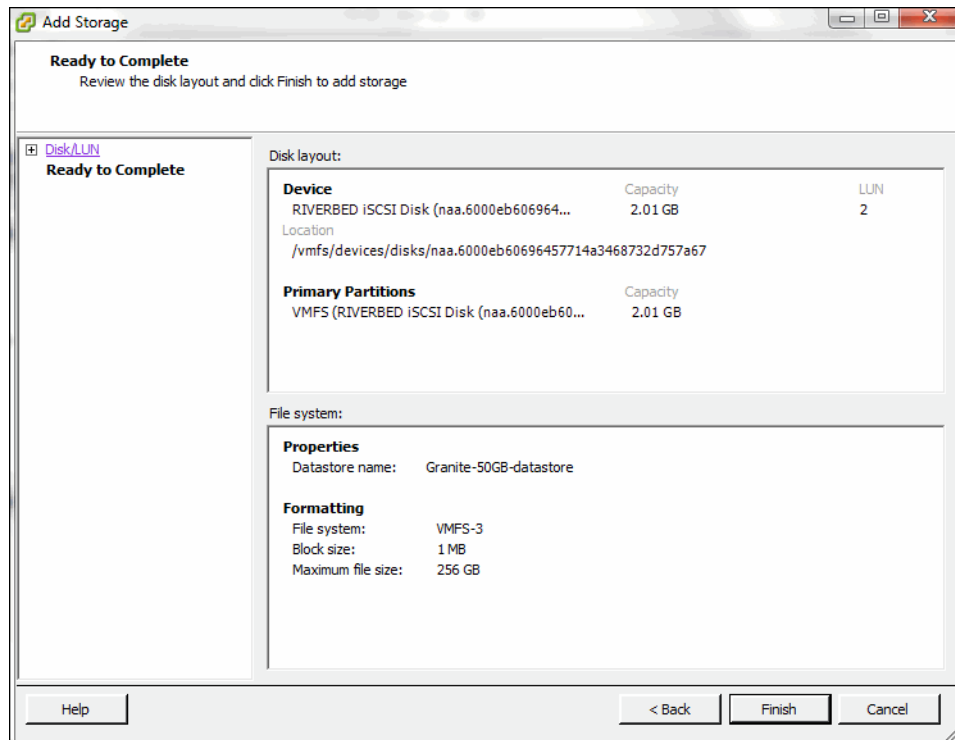 Add Storage
Ready to Complete
Review the disk layout and click Finish to add storage
Disk/LUN
Ready to Complete
Disk layout:
Device Capacity LUN
RIVERBED iSCSI Disk (naa.6000eb606964... 2.01 GB 2
Location
/vmfs/devices/disks/naa.6000eb60696457714a3468732d757a67
Primary Partitions Capacity
VMFS (RIVERBED iSCSI Disk (naa.6000eb60... 2.01 GB
File system:
Properties
Datastore name: Granite-50GB-datastore
Formatting
File system: VMFS-3
Block size: 1 MB
Maximum file size: 256 GB
Help < Back Finish Cancel